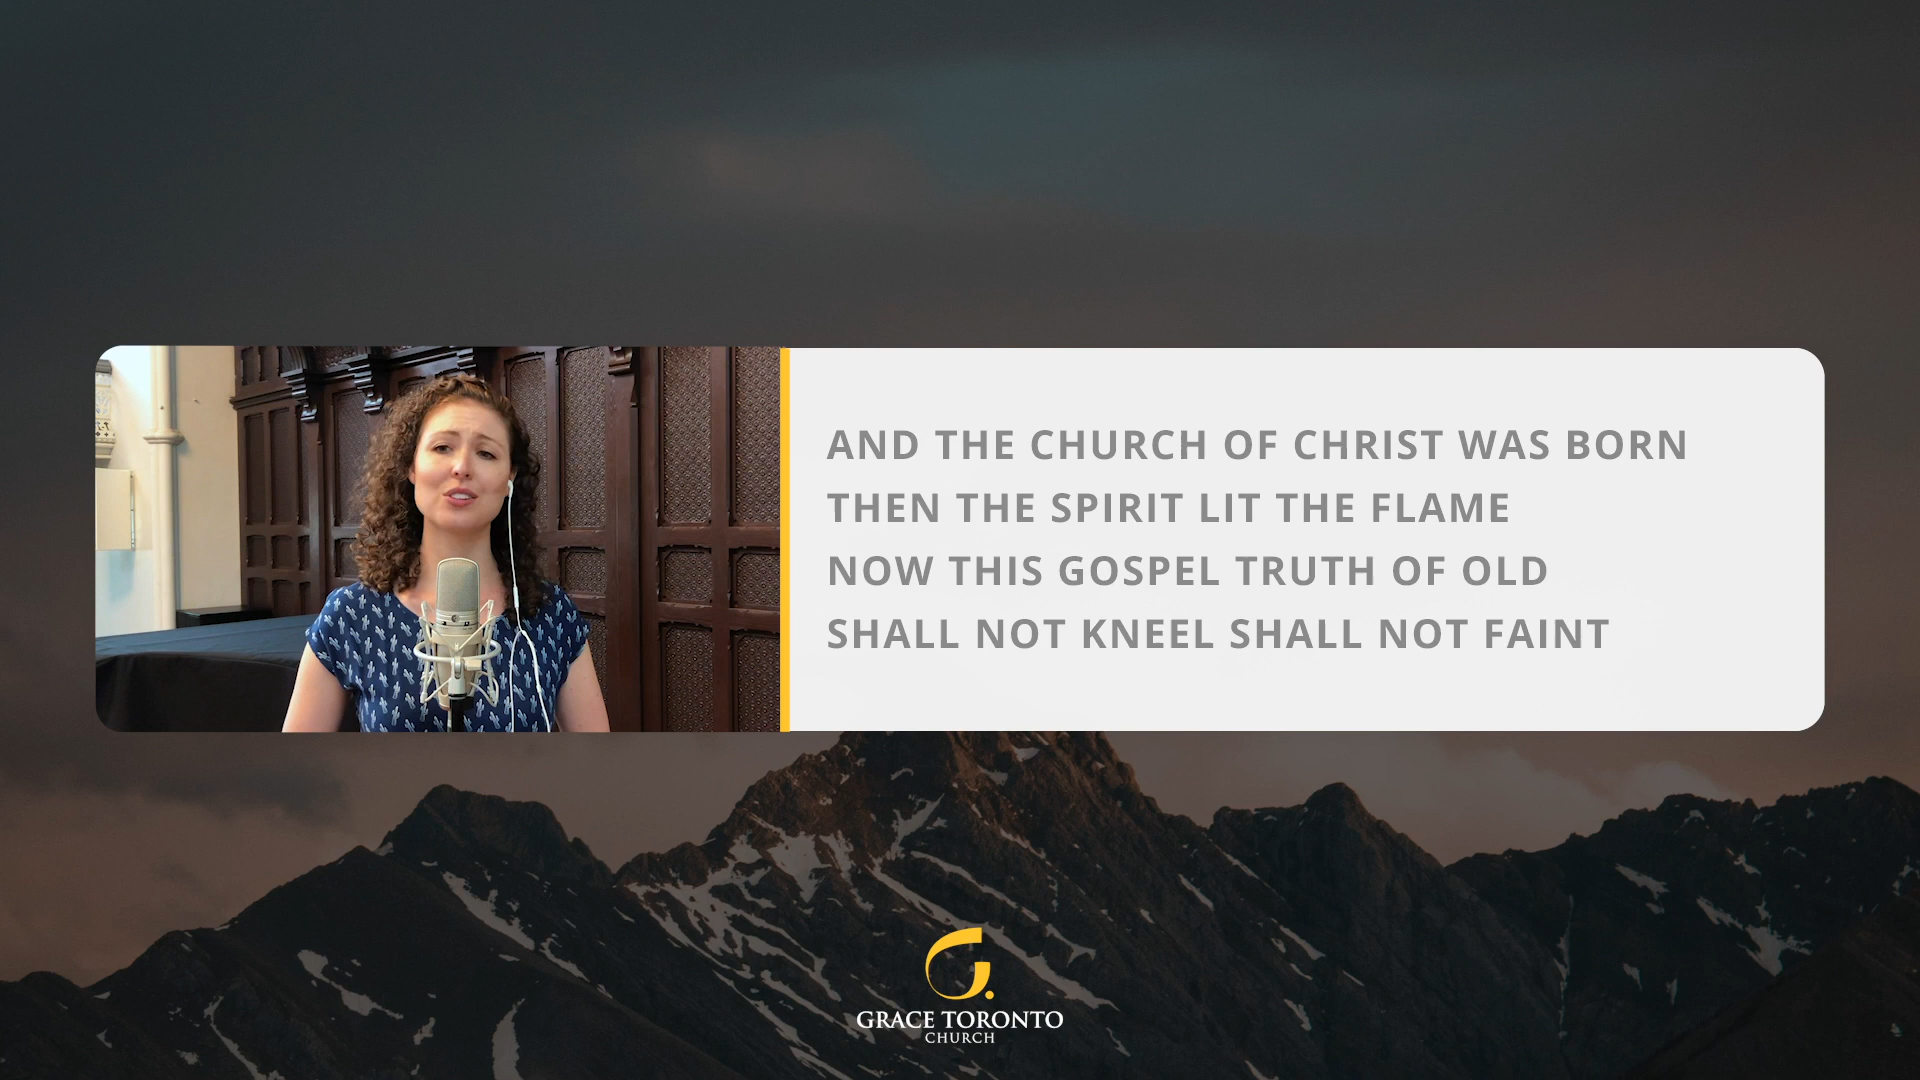 AND THE CHURCH OF CHRIST WAS BORN
THEN THE SPIRIT LIT THE FLAME
NOW THIS GOSPEL TRUTH OF OLD
SHALL NOT KNEEL SHALL NOT FAINT
GRACE TORONTO
CHURCH